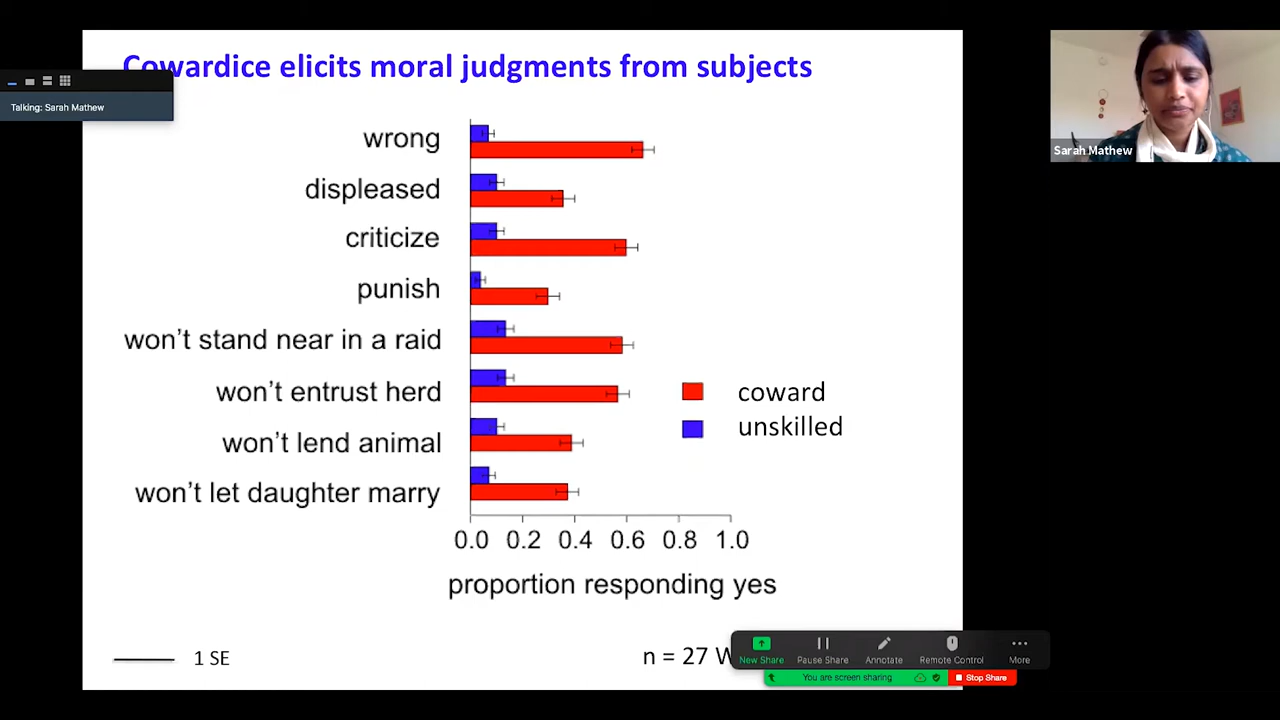 Cowardice elicits moral judgments from subjects
Talking: Sarah Mathew
Sarah Mathew
wrong
displeased
criticize
punish
won't stand near in a raid
won't entrust herd
won't lend animal
won't let daughter marry
coward
unskilled
0.0 0.2 0.4 0.6 0.8 1.0
proportion responding yes
1 SE
n = 27 W
New Share
Pause Share
Annotate
Remote Control
More
You are screen sharing
Stop Share